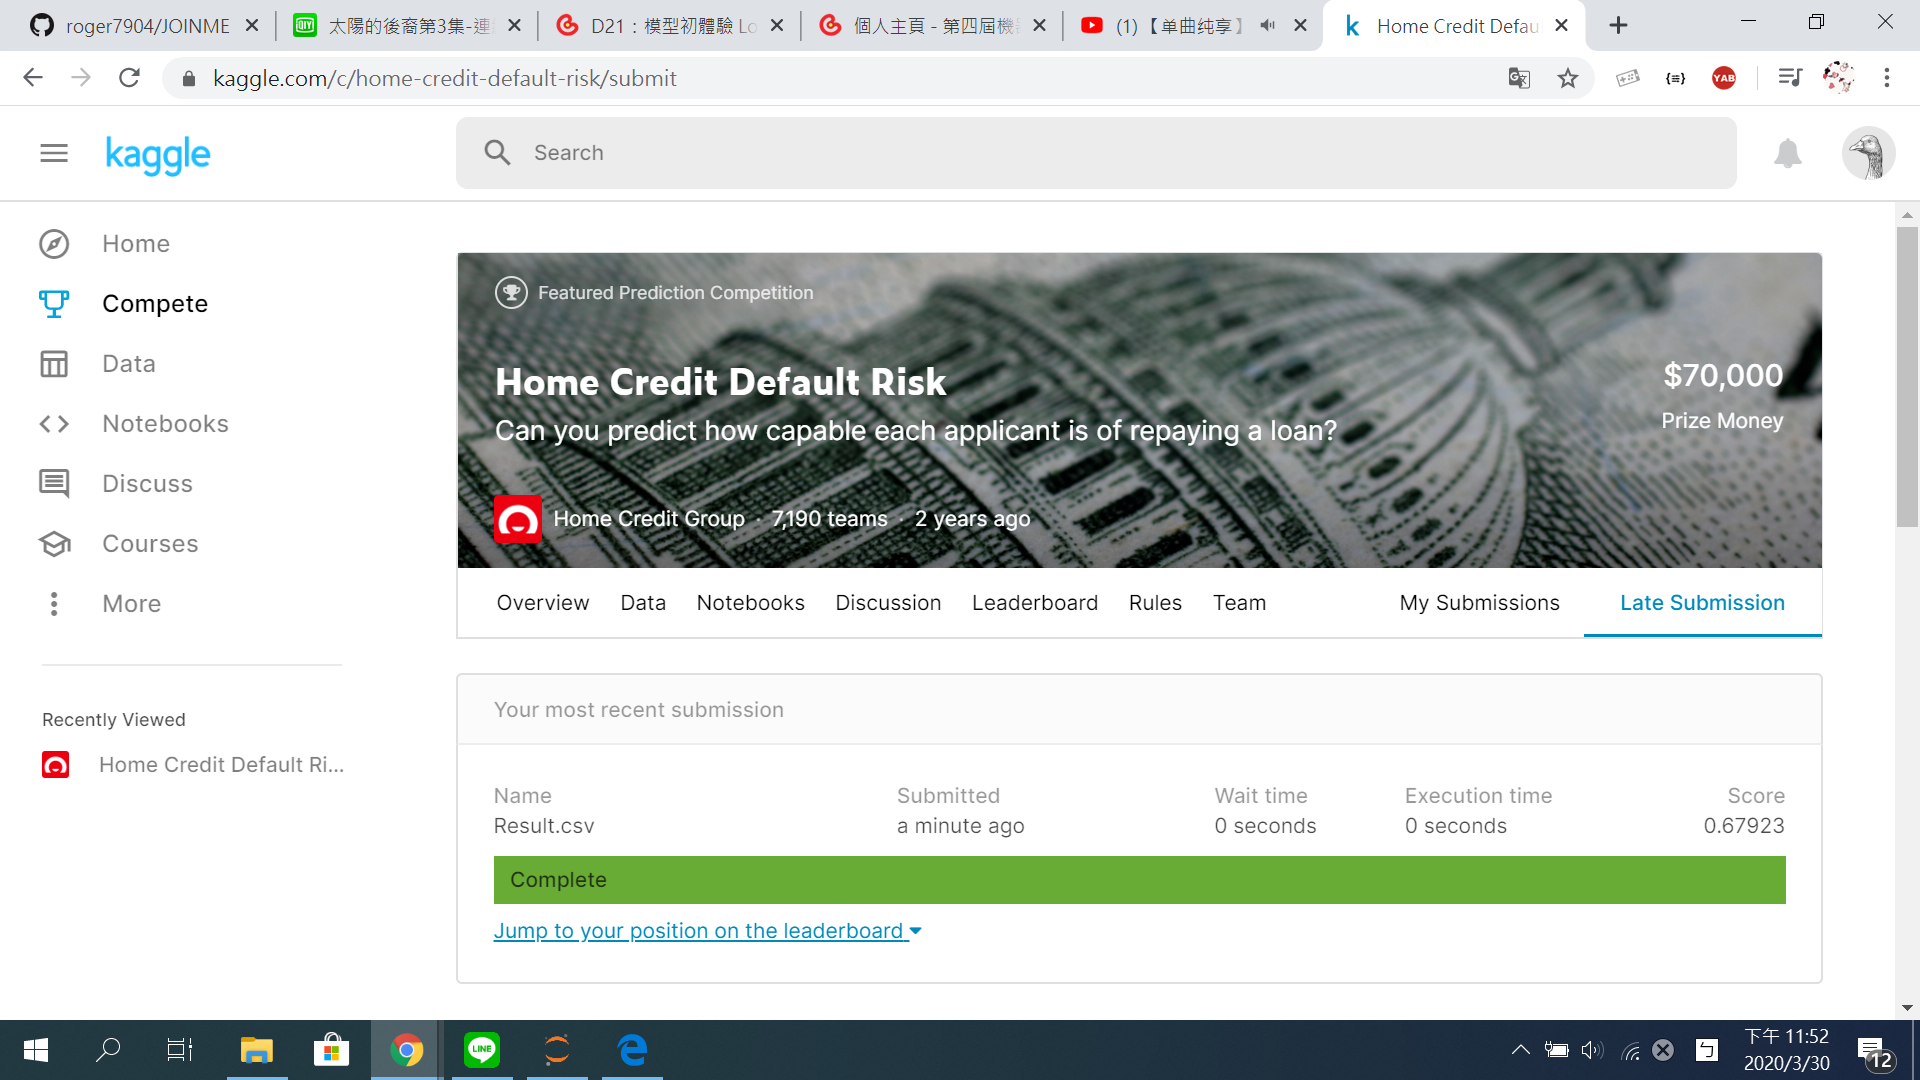 roger7904/JOINME
太陽的後裔第3集-連
D21：模型初體驗 Lo
個人主頁 - 第四屆機
(1)【单曲纯享】
Home Credit Defau
kaggle.com/c/home-credit-default-risk/submit
YAB
kaggle
Search
Home
Compete
Data
Notebooks
Discuss
Courses
More
Recently Viewed
Home Credit Default Ri...
Featured Prediction Competition
Home Credit Default Risk
Can you predict how capable each applicant is of repaying a loan?
$70,000
Prize Money
Home Credit Group · 7,190 teams · 2 years ago
Overview Data Notebooks Discussion Leaderboard Rules Team My Submissions Late Submission
Your most recent submission
Name Submitted Wait time Execution time Score
Result.csv a minute ago 0 seconds 0 seconds 0.67923
Complete
Jump to your position on the leaderboard
LINE
ㄅ
下午 11:52
2020/3/30
12